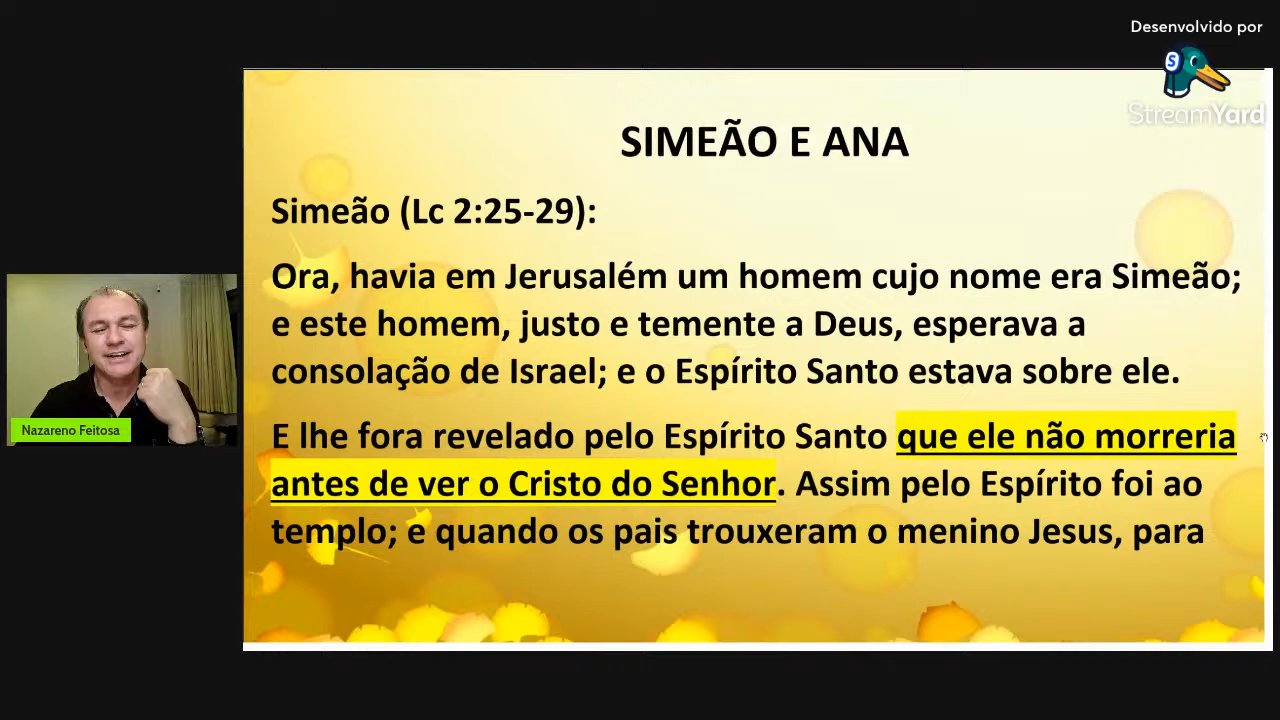 Desenvolvido por
S
StreamYard
SIMEÃO E ANA
Simeão (Lc 2:25-29):
Ora, havia em Jerusalém um homem cujo nome era Simeão;
e este homem, justo e temente a Deus, esperava a
consolação de Israel; e o Espírito Santo estava sobre ele.
E lhe fora revelado pelo Espírito Santo que ele não morreria
antes de ver o Cristo do Senhor. Assim pelo Espírito foi ao
templo; e quando os pais trouxeram o menino Jesus, para
Nazareno Feitosa